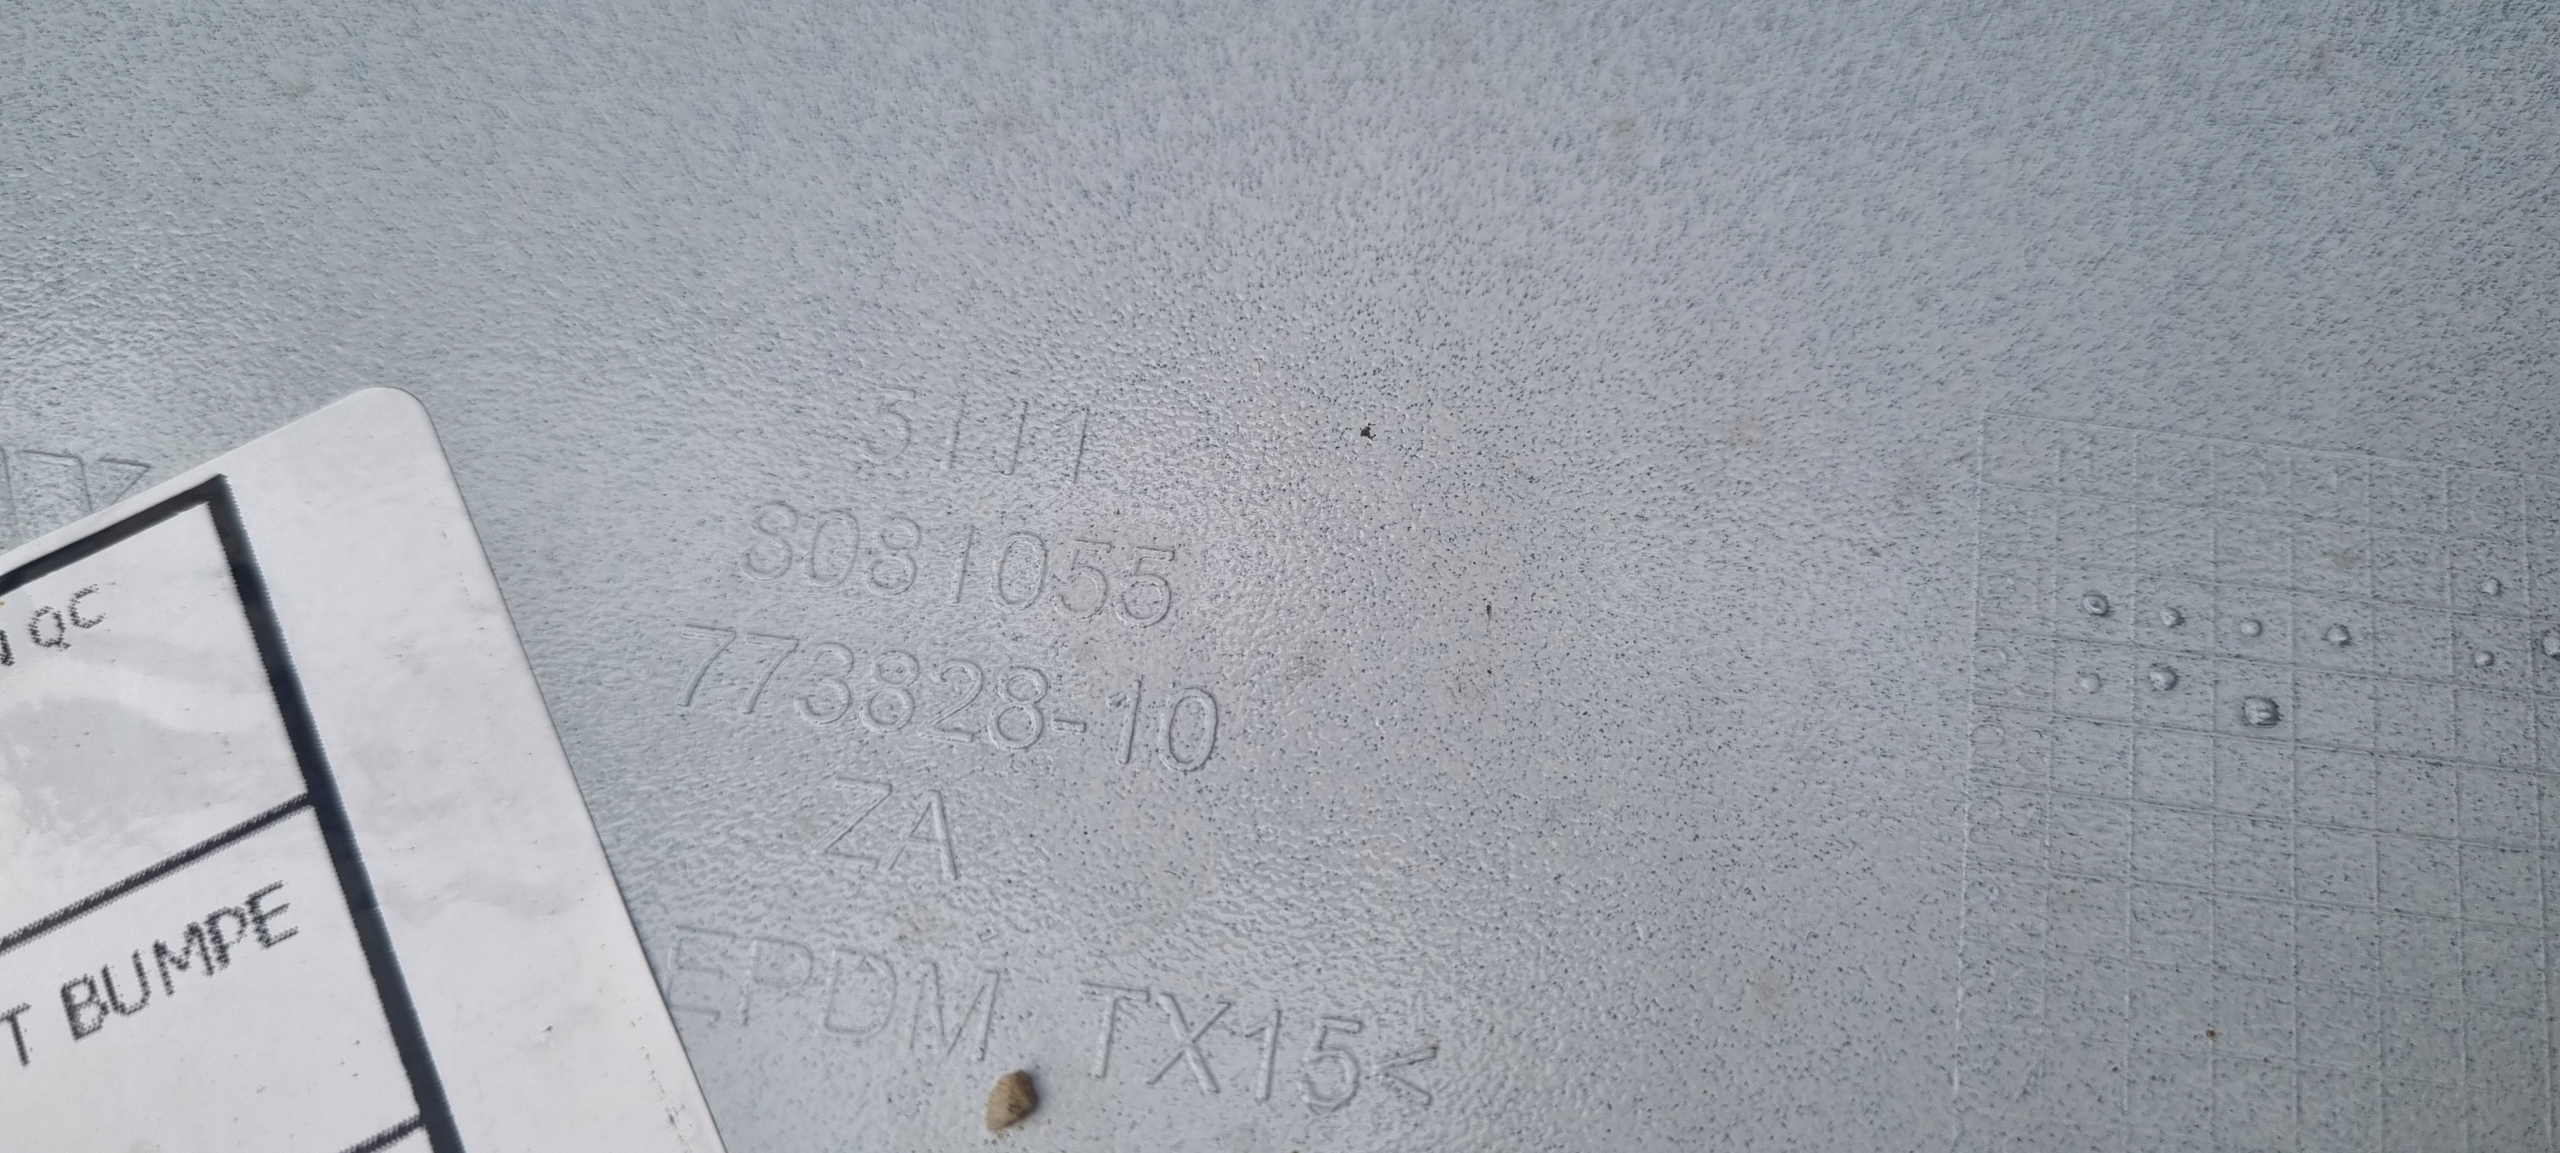 5111
8081055
773828-10
ZA
EPDM TX15<
QC
T BUMPE